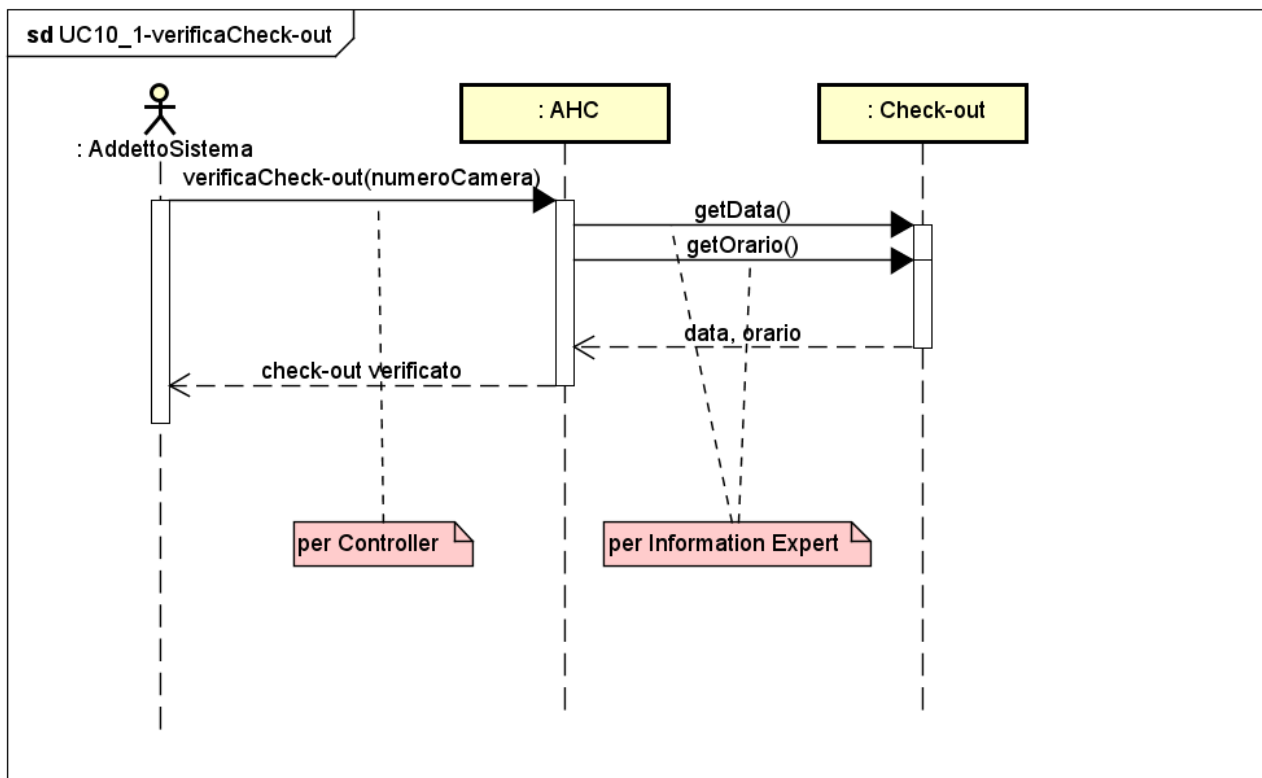 sd UC10_1-verificaCheck-out
: AddettoSistema
: AHC
: Check-out
verificaCheck-out(numeroCamera)
getData()
getOrario()
data, orario
check-out verificato
per Controller
per Information Expert